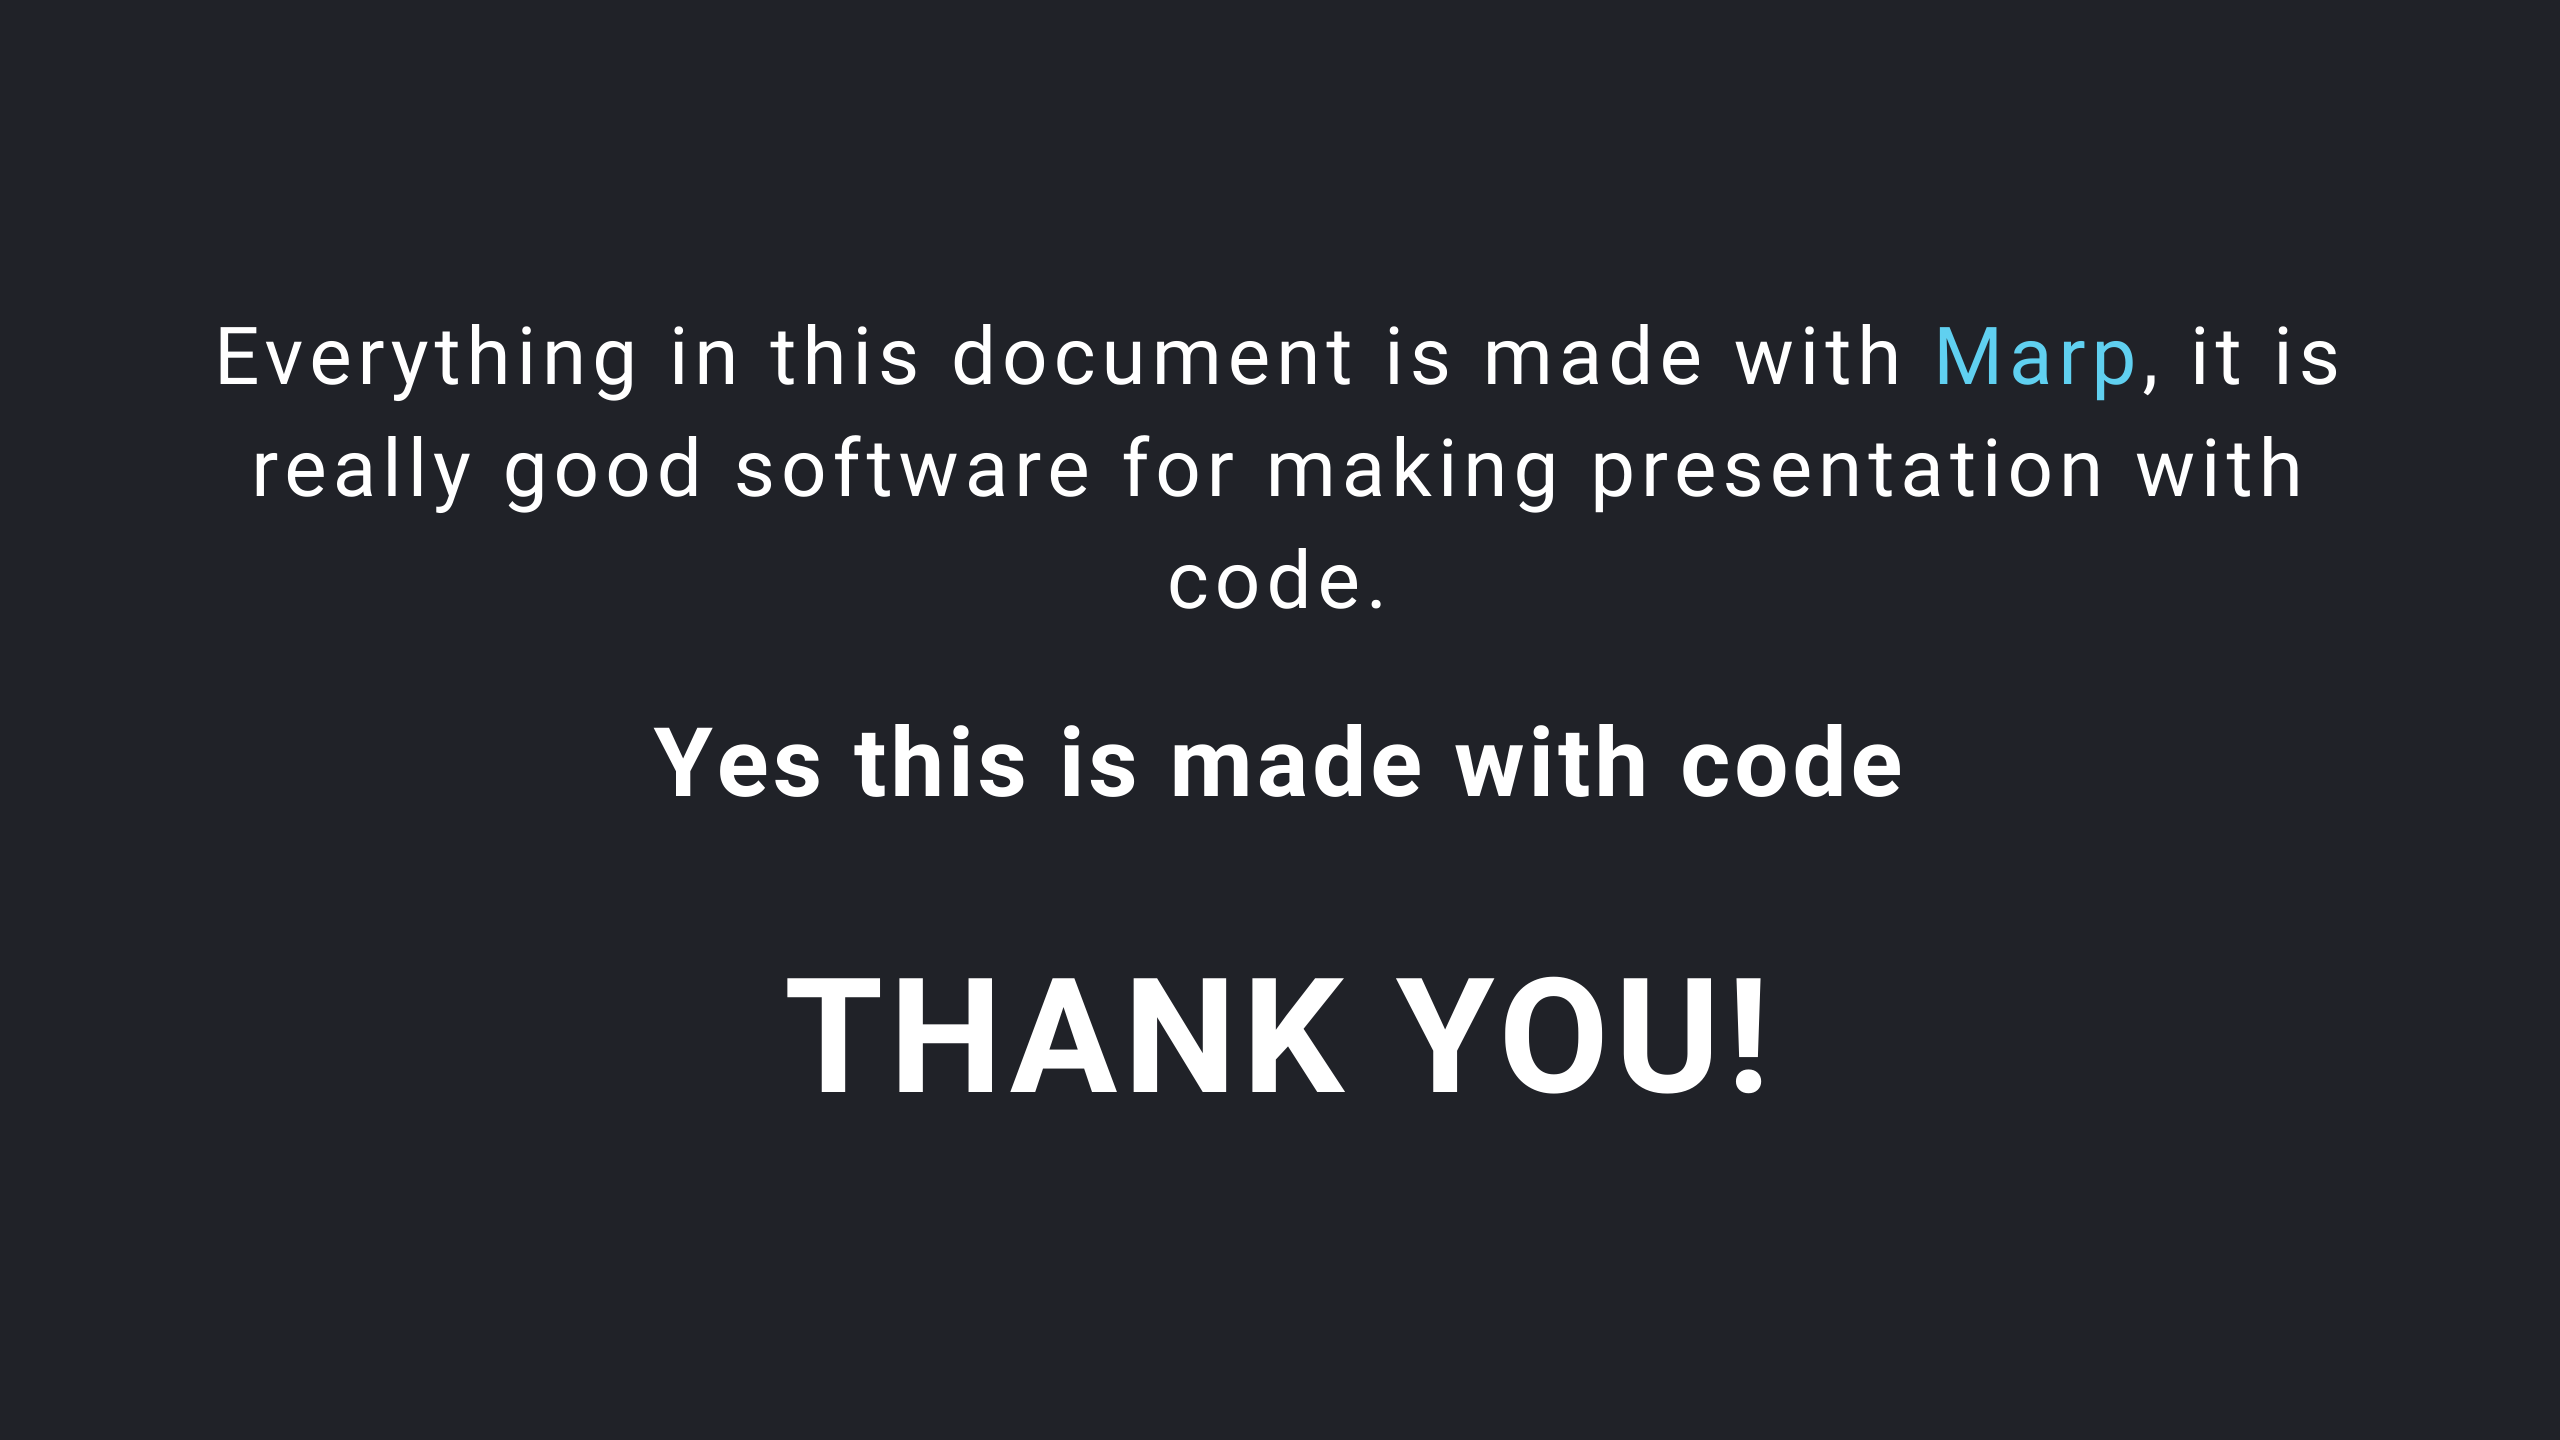 Everything in this document is made with Marp, it is
really good software for making presentation with
code.
Yes this is made with code
THANK YOU!